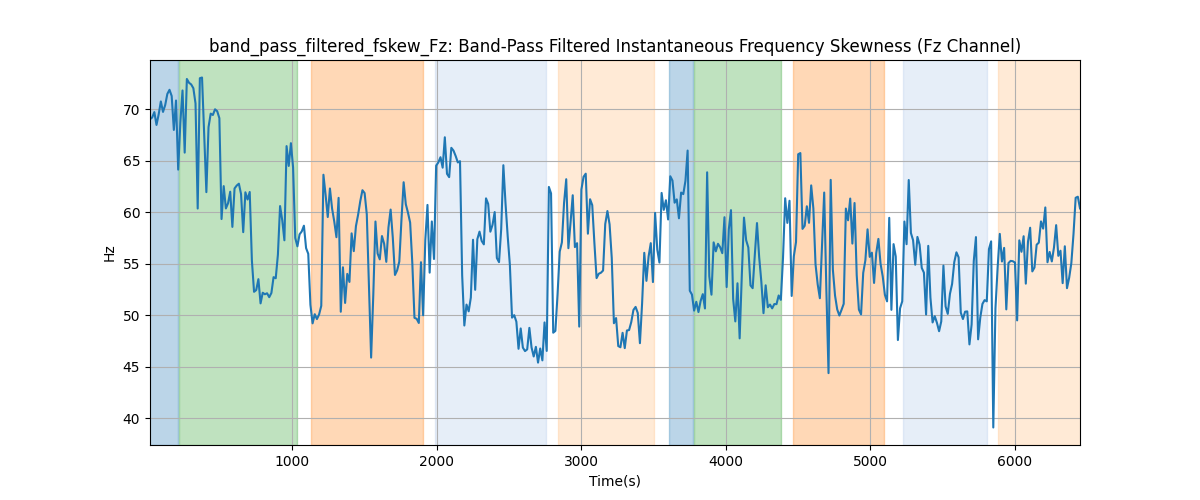 band_pass_filtered_fskew_Fz: Band-Pass Filtered Instantaneous Frequency Skewness (Fz Channel)
Hz
70
65
60
55
50
45
40
1000 2000 3000 4000 5000 6000
Time(s)